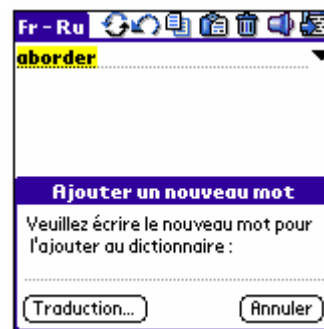 Fr - Ru
aborder
Ajouter un nouveau mot
Veuillez écrire le nouveau mot pour
l'ajouter au dictionnaire :
Traduction... Annuler